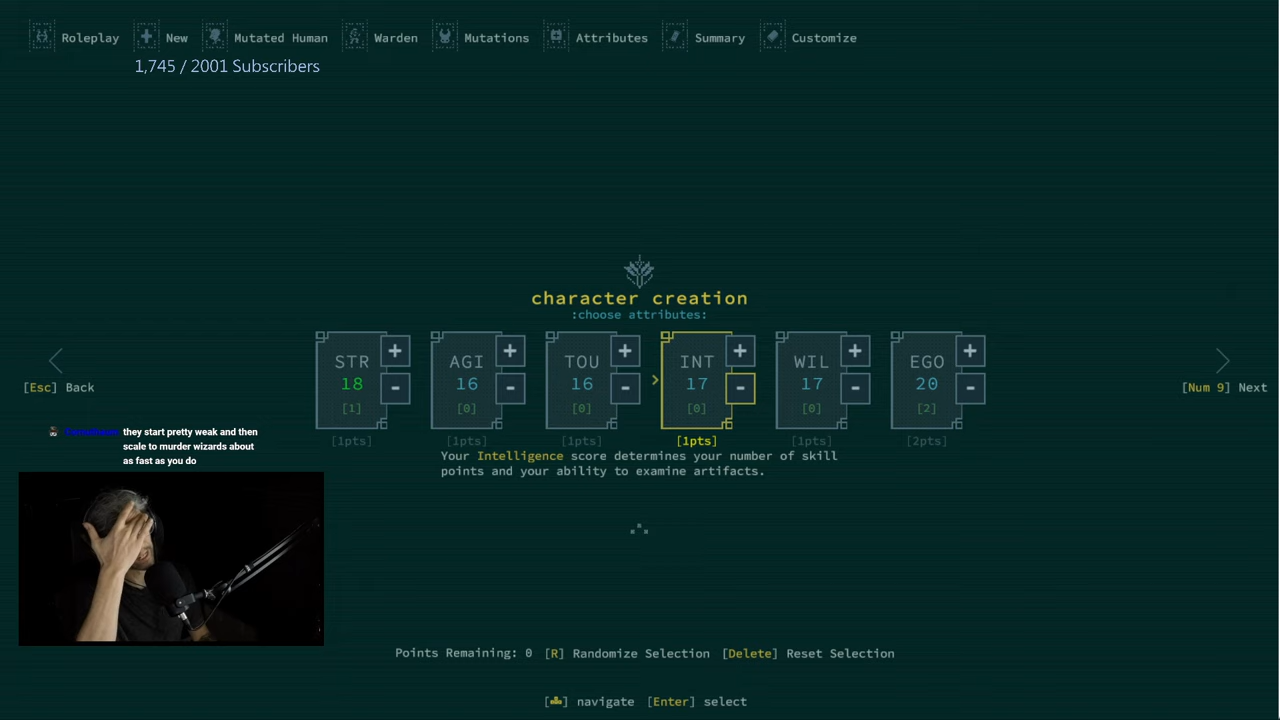 Roleplay New Mutated Human Warden Mutations Attributes Summary Customize
1,745 / 2001 Subscribers
character creation
:choose attributes:
STR AGI TOU INT WIL EGO
+ + + + + +
18 16 16 > 17 17 20
- - - - - -
[1] [0] [0] [0] [0] [2]
[1pts] [1pts] [1pts] [1pts] [1pts] [2pts]
[Esc] Back
[Num 9] Next
Your Intelligence score determines your number of skill
points and your ability to examine artifacts.
they start pretty weak and then
scale to murder wizards about
as fast as you do
Points Remaining: 0 [R] Randomize Selection [Delete] Reset Selection
navigate [Enter] select